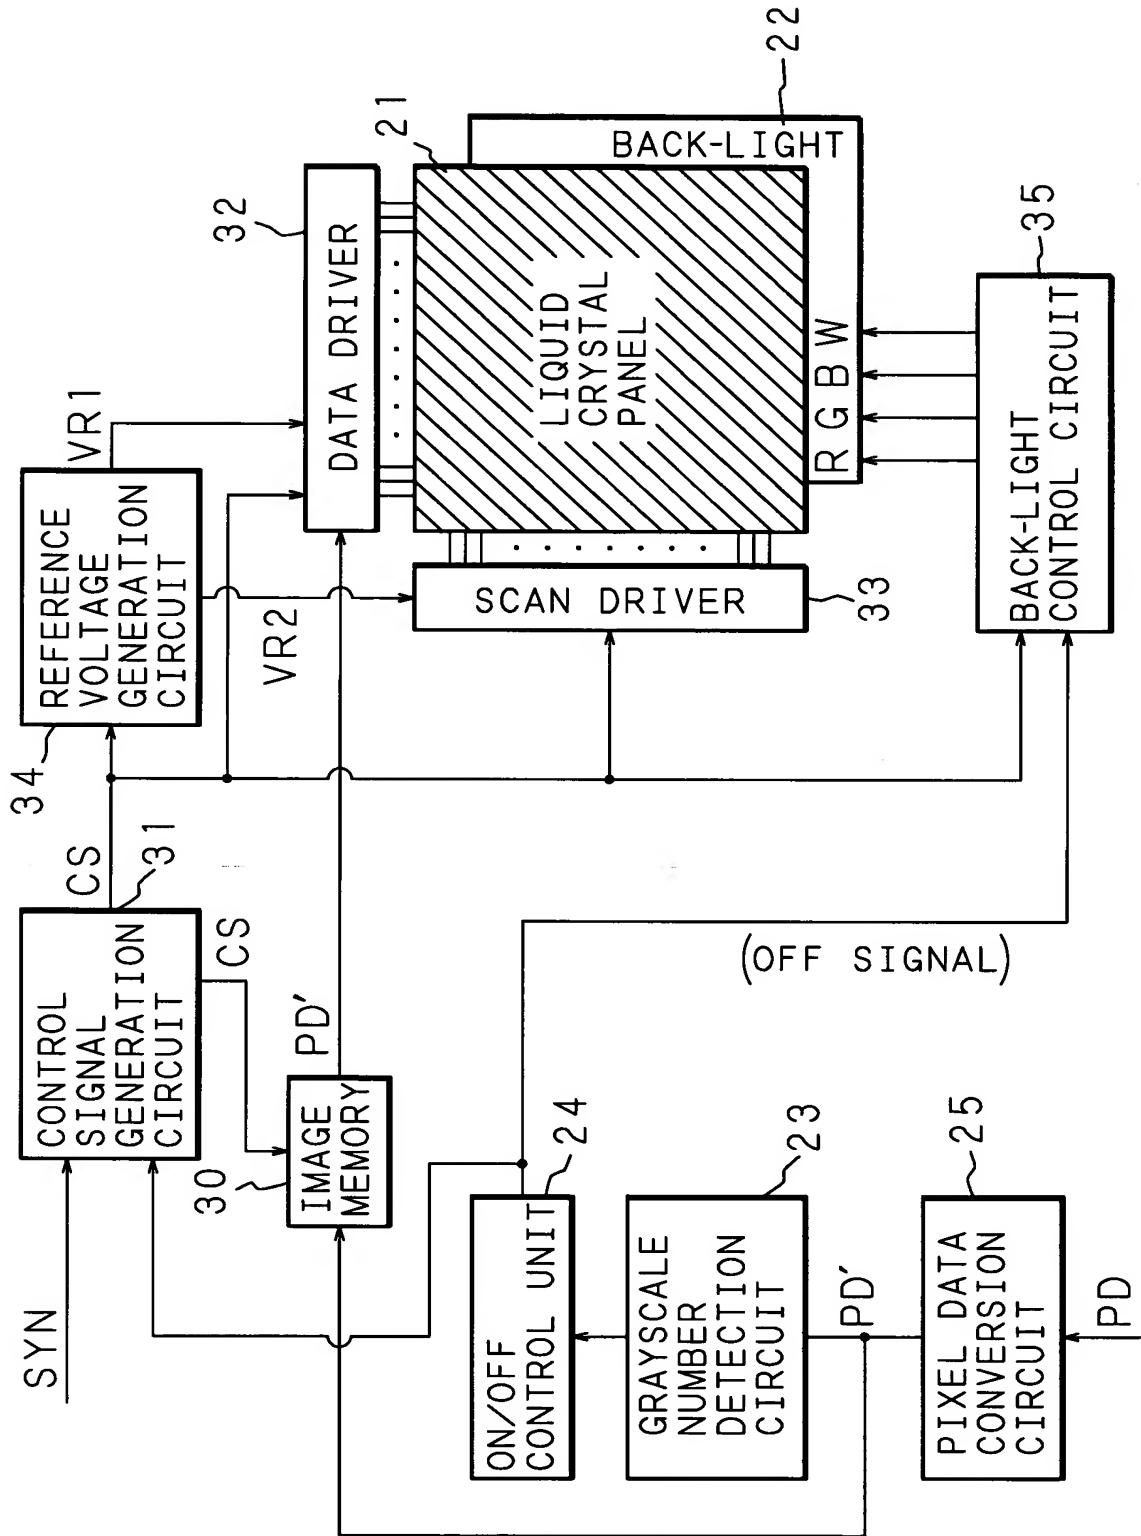 SYN
CONTROL
SIGNAL
GENERATION
CIRCUIT
31
CS
CS
34
REFERENCE
VOLTAGE
GENERATION
CIRCUIT
VR1
VR2
30
IMAGE
MEMORY
PD′
32
DATA DRIVER
21
LIQUID
CRYSTAL
PANEL
BACK-LIGHT
22
R G B W
SCAN DRIVER
33
ON/OFF
CONTROL UNIT
24
(OFF SIGNAL)
GRAYSCALE
NUMBER
DETECTION
CIRCUIT
23
PD′
PIXEL DATA
CONVERSION
CIRCUIT
25
PD
BACK-LIGHT
CONTROL CIRCUIT
35